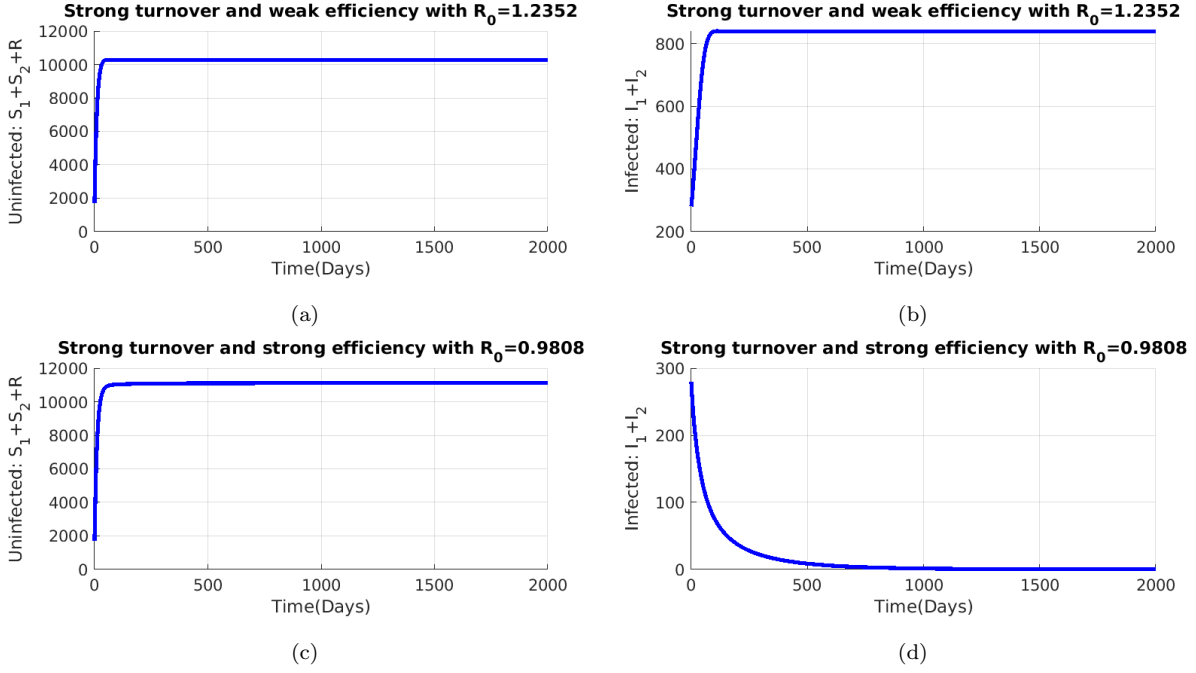 Strong turnover and weak efficiency with R0=1.2352
12000
10000
8000
6000
4000
2000
0
Uninfected: S1+S2+R
0 500 1000 1500 2000
Time(Days)
(a)
Strong turnover and weak efficiency with R0=1.2352
800
600
400
200
Infected: I1+I2
0 500 1000 1500 2000
Time(Days)
(b)
Strong turnover and strong efficiency with R0=0.9808
12000
10000
8000
6000
4000
2000
0
Uninfected: S1+S2+R
0 500 1000 1500 2000
Time(Days)
(c)
Strong turnover and strong efficiency with R0=0.9808
300
200
100
0
Infected: I1+I2
0 500 1000 1500 2000
Time(Days)
(d)